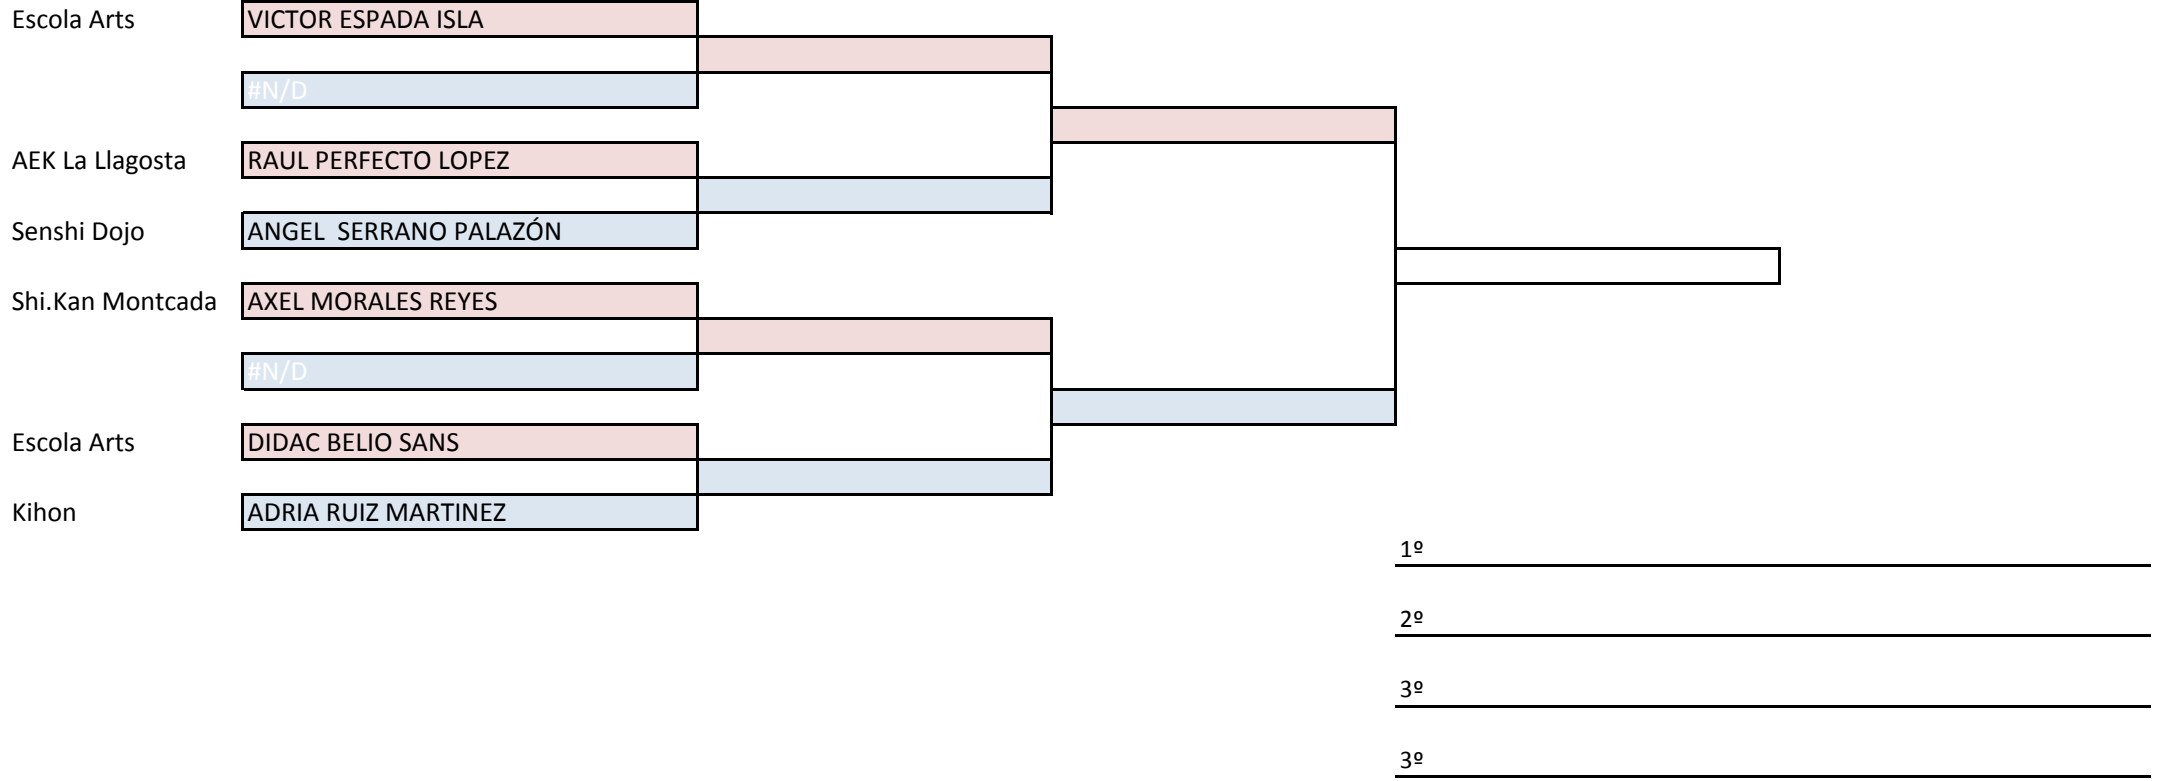 Escola Arts VICTOR ESPADA ISLA
#N/D
AEK La Llagosta RAUL PERFECTO LOPEZ
Senshi Dojo ANGEL  SERRANO PALAZÓN
Shi.Kan Montcada AXEL MORALES REYES
#N/D
Escola Arts DIDAC BELIO SANS
Kihon ADRIA RUIZ MARTINEZ
1º
2º
3º
3º